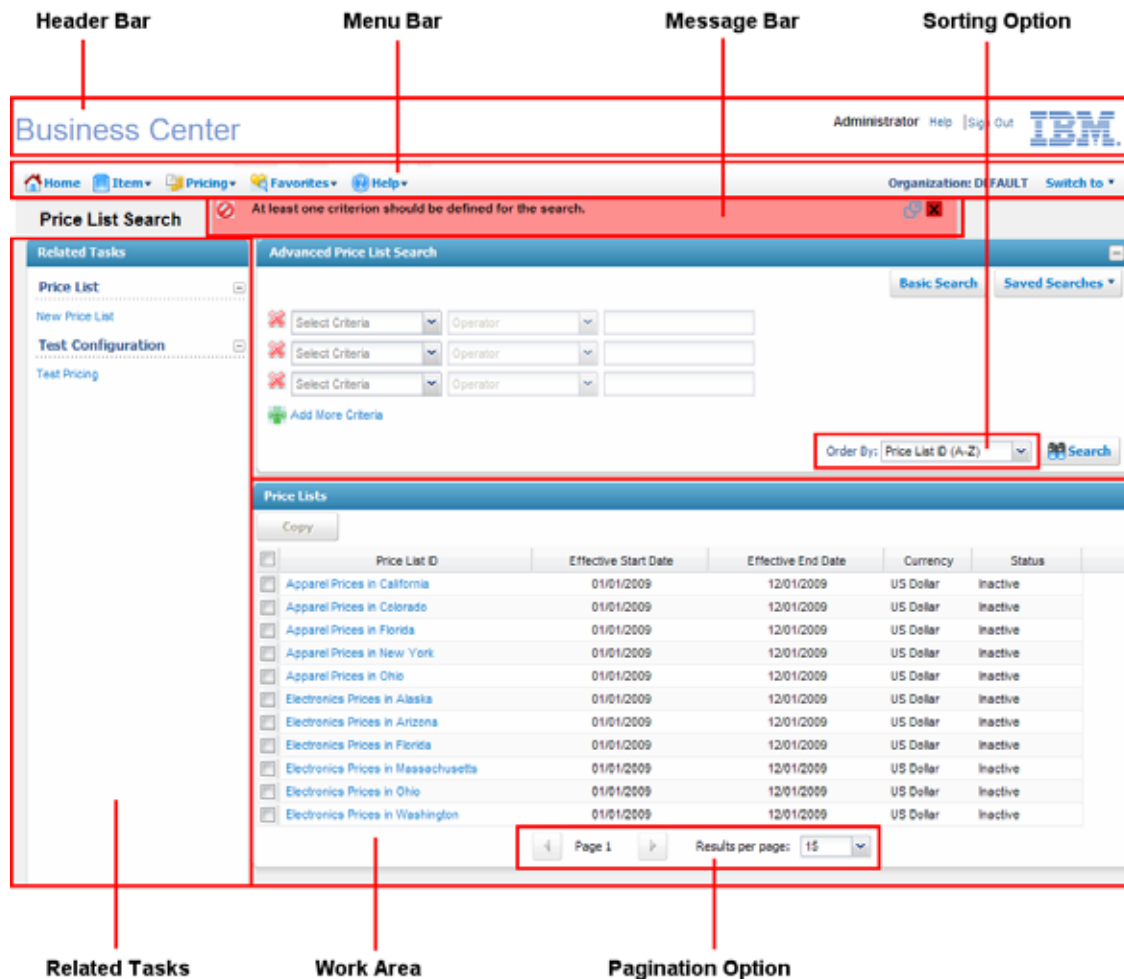 Header Bar Menu Bar Message Bar Sorting Option
Business Center Administrator Help | Sign Out IBM.
Home Item Pricing Favorites Help Organization: DEFAULT Switch to
Price List Search At least one criterion should be defined for the search.
Related Tasks
Price List
New Price List
Test Configuration
Test Pricing
Advanced Price List Search
Basic Search Saved Searches
Select Criteria Operator
Select Criteria Operator
Select Criteria Operator
Add More Criteria
Order By: Price List ID (A-Z) Search
Price Lists
Copy
Price List ID Effective Start Date Effective End Date Currency Status
Apparel Prices in California 01/01/2009 12/01/2009 US Dollar Inactive
Apparel Prices in Colorado 01/01/2009 12/01/2009 US Dollar Inactive
Apparel Prices in Florida 01/01/2009 12/01/2009 US Dollar Inactive
Apparel Prices in New York 01/01/2009 12/01/2009 US Dollar Inactive
Apparel Prices in Ohio 01/01/2009 12/01/2009 US Dollar Inactive
Electronics Prices in Alaska 01/01/2009 12/01/2009 US Dollar Inactive
Electronics Prices in Arizona 01/01/2009 12/01/2009 US Dollar Inactive
Electronics Prices in Florida 01/01/2009 12/01/2009 US Dollar Inactive
Electronics Prices in Massachusetts 01/01/2009 12/01/2009 US Dollar Inactive
Electronics Prices in Ohio 01/01/2009 12/01/2009 US Dollar Inactive
Electronics Prices in Washington 01/01/2009 12/01/2009 US Dollar Inactive
Page 1 Results per page: 15
Related Tasks Work Area Pagination Option